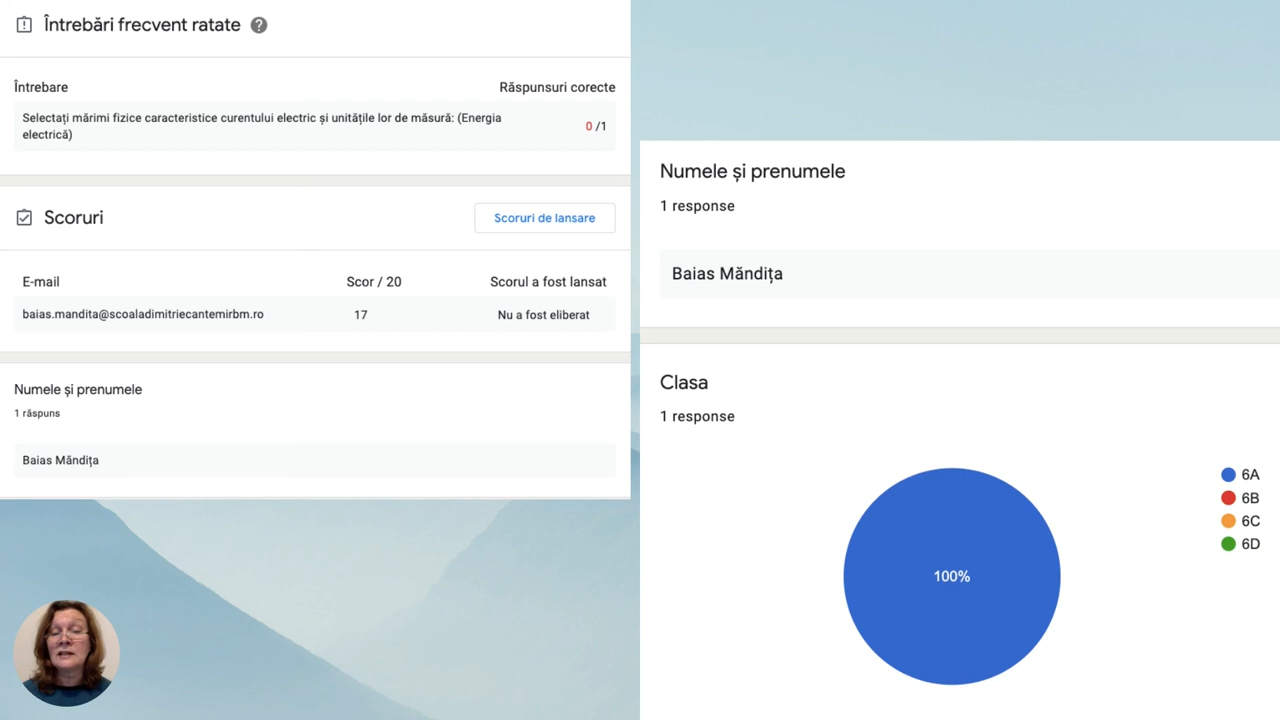 Întrebări frecvent ratate
Întrebare
Răspunsuri corecte
Selectați mărimi fizice caracteristice curentului electric și unitățile lor de măsură: (Energia
electrică)
0 /1
Scoruri
Scoruri de lansare
E-mail
Scor / 20
Scorul a fost lansat
baias.mandita@scoaladimitriecantemirbm.ro
17
Nu a fost eliberat
Numele și prenumele
1 răspuns
Baias Măndița
Numele și prenumele
1 response
Baias Măndița
Clasa
1 response
100%
6A
6B
6C
6D